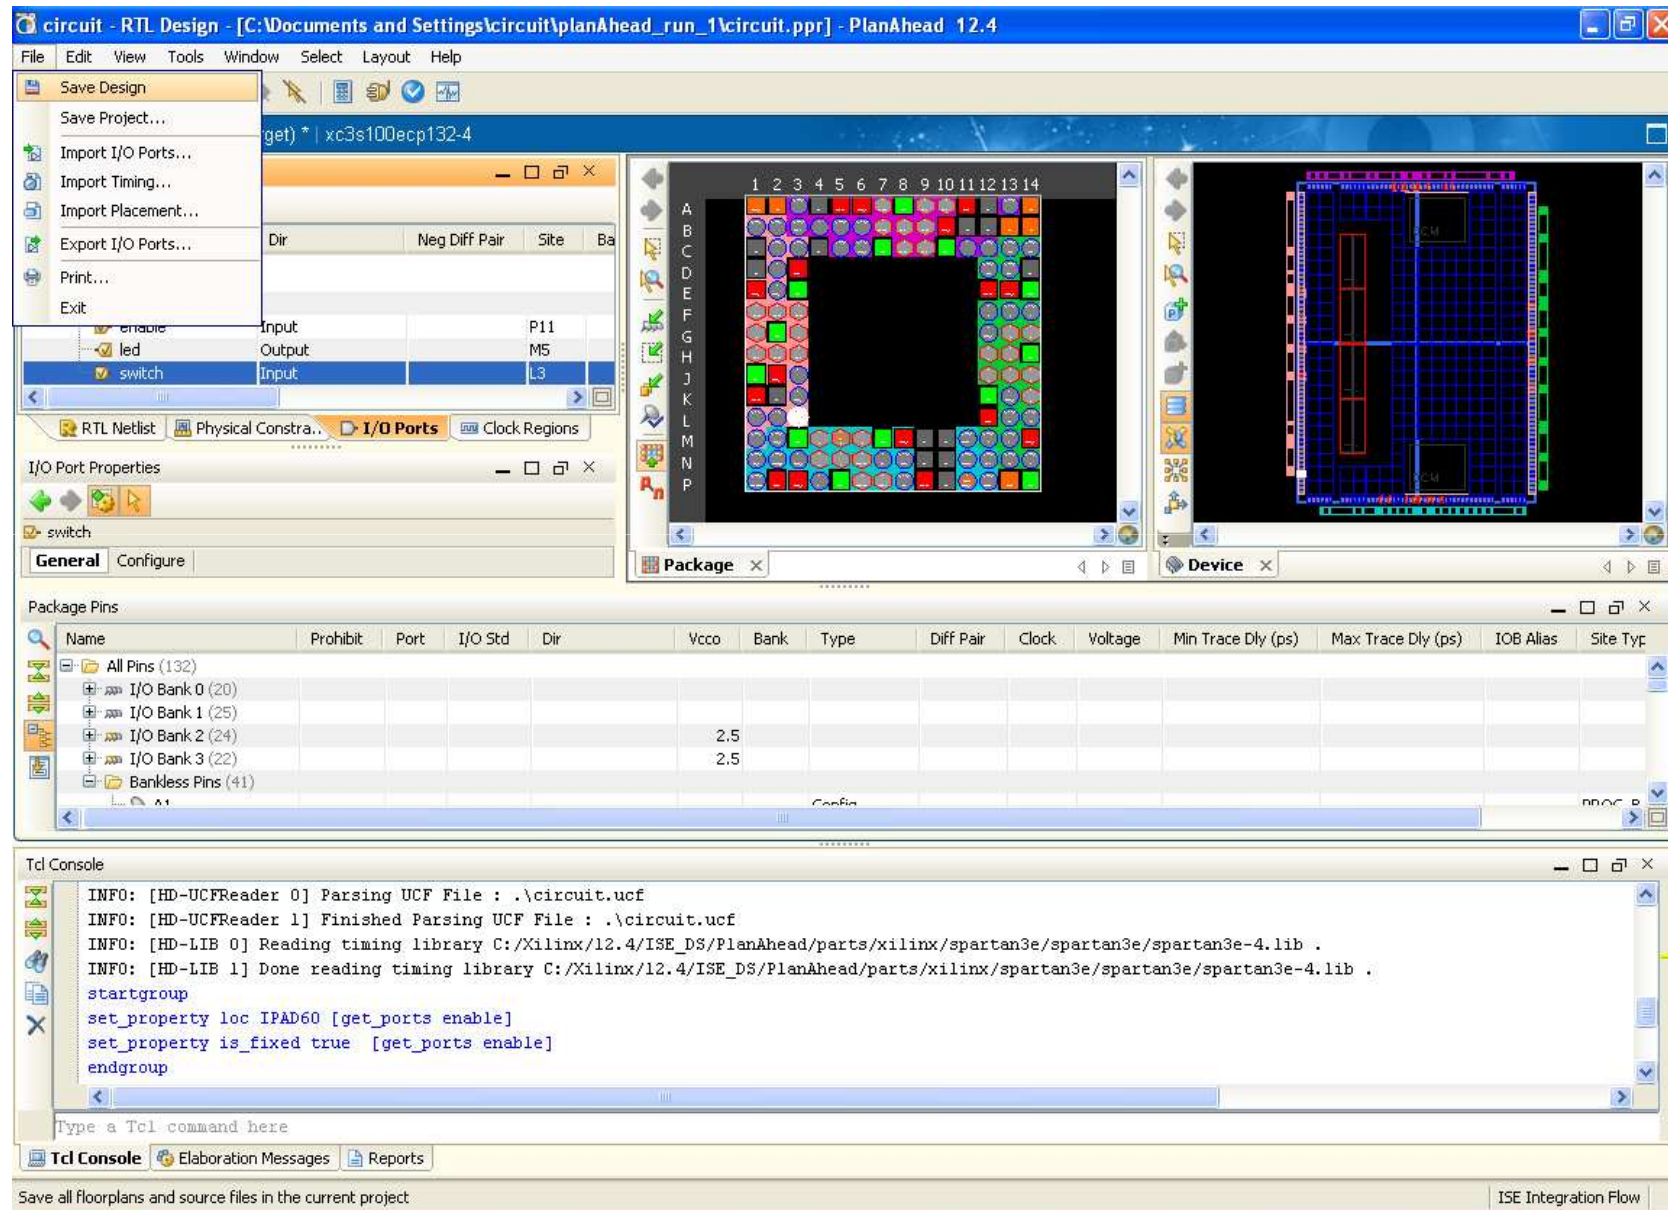 circuit - RTL Design - [C:\Documents and Settings\circuit\planAhead_run_1\circuit.ppr] - PlanAhead 12.4
File Edit View Tools Window Select Layout Help
Save Design
Save Project...
Import I/O Ports...
Import Timing...
Import Placement...
Export I/O Ports...
Print...
Exit
rget) * | xc3s100ecp132-4
Dir Neg Diff Pair Site Ba
enable Input P11
led Output M5
switch Input L3
RTL Netlist Physical Constra.. I/O Ports Clock Regions
I/O Port Properties
switch
General Configure
1 2 3 4 5 6 7 8 9 10 11 12 13 14
A
B
C
D
E
F
G
H
J
K
L
M
N
P
Package
Device
Package Pins
Name Prohibit Port I/O Std Dir Vcco Bank Type Diff Pair Clock Voltage Min Trace Dly (ps) Max Trace Dly (ps) IOB Alias Site Typ
All Pins (132)
I/O Bank 0 (20)
I/O Bank 1 (25)
I/O Bank 2 (24) 2.5
I/O Bank 3 (22) 2.5
Bankless Pins (41)
A1 Config
Tcl Console
INFO: [HD-UCFReader 0] Parsing UCF File : .\circuit.ucf
INFO: [HD-UCFReader 1] Finished Parsing UCF File : .\circuit.ucf
INFO: [HD-LIB 0] Reading timing library C:/Xilinx/12.4/ISE_DS/PlanAhead/parts/xilinx/spartan3e/spartan3e/spartan3e-4.lib .
INFO: [HD-LIB 1] Done reading timing library C:/Xilinx/12.4/ISE_DS/PlanAhead/parts/xilinx/spartan3e/spartan3e/spartan3e-4.lib .
startgroup
set_property loc IPAD60 [get_ports enable]
set_property is_fixed true [get_ports enable]
endgroup
Type a Tcl command here
Tcl Console Elaboration Messages Reports
Save all floorplans and source files in the current project ISE Integration Flow